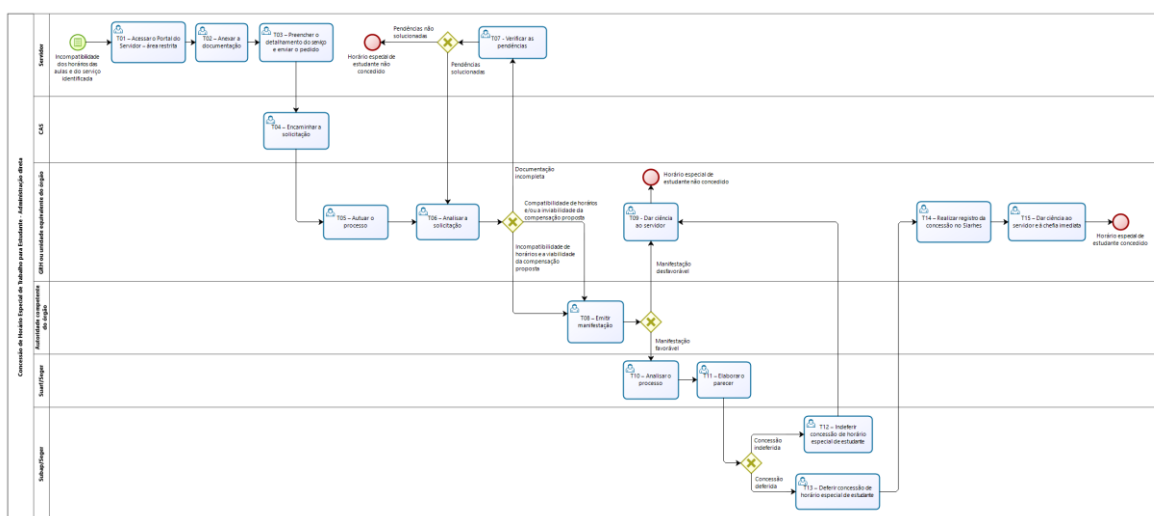 Concessão de Horário Especial de Trabalho para Estudante - Administração direta
Servidor
Incompatibilidade
dos horários das
aulas e do serviço
identificada
T01 – Acessar o Portal do
Servidor – área restrita
T02 – Anexar a
documentação
T03 – Preencher o
detalhamento do serviço
e enviar o pedido
Horário especial de
estudante não
concedido
Pendências não
solucionadas
Pendências
solucionadas
T07 - Verificar as
pendências
CAS
T04 – Encaminhar a
solicitação
GRH ou unidade equivalente do órgão
T05 – Autuar o
processo
T06 – Analisar a
solicitação
Documentação
incompleta
Compatibilidade de horários
e/ou a inviabilidade da
compensação proposta
Incompatibilidade de
horários e a viabilidade
da compensação
proposta
Horário especial de
estudante não concedido
T09 – Dar ciência
ao servidor
Manifestação
desfavorável
T14 – Realizar registro da
concessão no Siarhes
T15 – Dar ciência ao
servidor e à chefia imediata
Horário especial de
estudante concedido
Autoridade competente
do órgão
T08 – Emitir
manifestação
Manifestação
favorável
T10 – Analisar o
processo
T11 – Elaborar o
parecer
Subap/Seger
Concessão
indeferida
T12 – Indeferir
concessão de horário
especial de estudante
Concessão
deferida
T13 – Deferir concessão de
horário especial de estudante